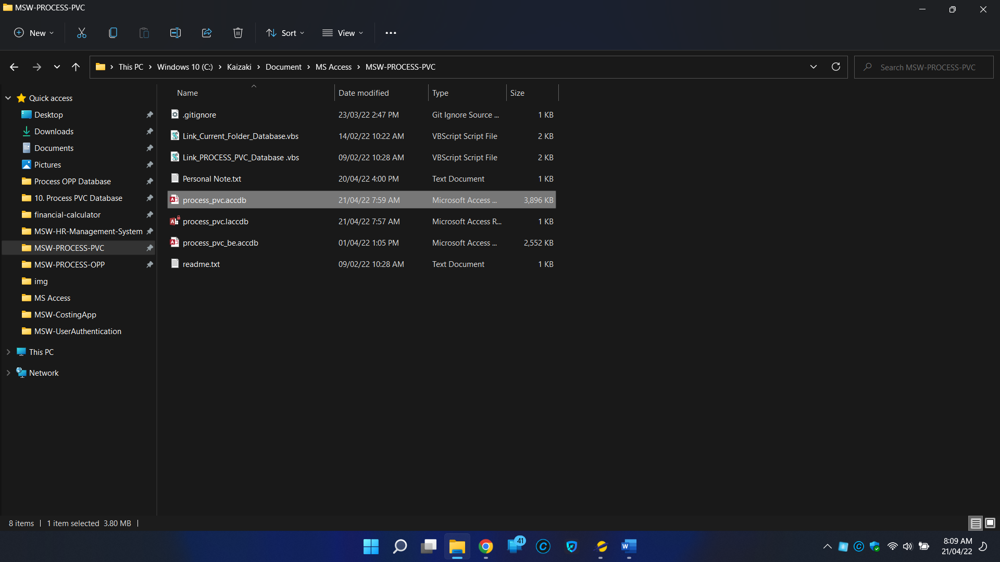 MSW-PROCESS-PVC
New Sort View
This PC Windows 10 (C:) Kaizaki Document MS Access MSW-PROCESS-PVC Search MSW-PROCESS-PVC
Name Date modified Type Size
.gitignore 23/03/22 2:47 PM Git Ignore Source ... 1 KB
Link_Current_Folder_Database.vbs 14/02/22 10:22 AM VBScript Script File 2 KB
Link_PROCESS_PVC_Database .vbs 09/02/22 10:28 AM VBScript Script File 2 KB
Personal Note.txt 20/04/22 4:00 PM Text Document 1 KB
process_pvc.accdb 21/04/22 7:59 AM Microsoft Access ... 3,896 KB
process_pvc.laccdb 21/04/22 7:57 AM Microsoft Access R... 1 KB
process_pvc_be.accdb 01/04/22 1:05 PM Microsoft Access ... 2,552 KB
readme.txt 09/02/22 10:28 AM Text Document 1 KB
Quick access
Desktop
Downloads
Documents
Pictures
Process OPP Database
10. Process PVC Database
financial-calculator
MSW-HR-Management-System
MSW-PROCESS-PVC
MSW-PROCESS-OPP
img
MS Access
MSW-CostingApp
MSW-UserAuthentication
This PC
Network
8 items 1 item selected 3.80 MB
41
8:09 AM
21/04/22